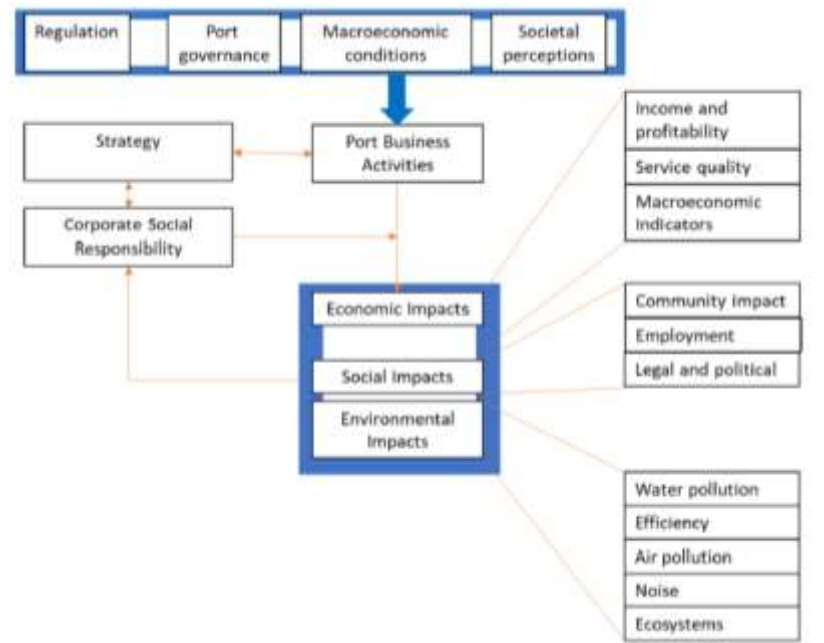 Regulation
Port
governance
Macroeconomic
conditions
Societal
perceptions
Strategy
Port Business
Activities
Corporate Social
Responsibility
Economic Impacts
Social Impacts
Environmental
Impacts
Income and
profitability
Service quality
Macroeconomic
Indicators
Community impact
Employment
Legal and political
Water pollution
Efficiency
Air pollution
Noise
Ecosystems